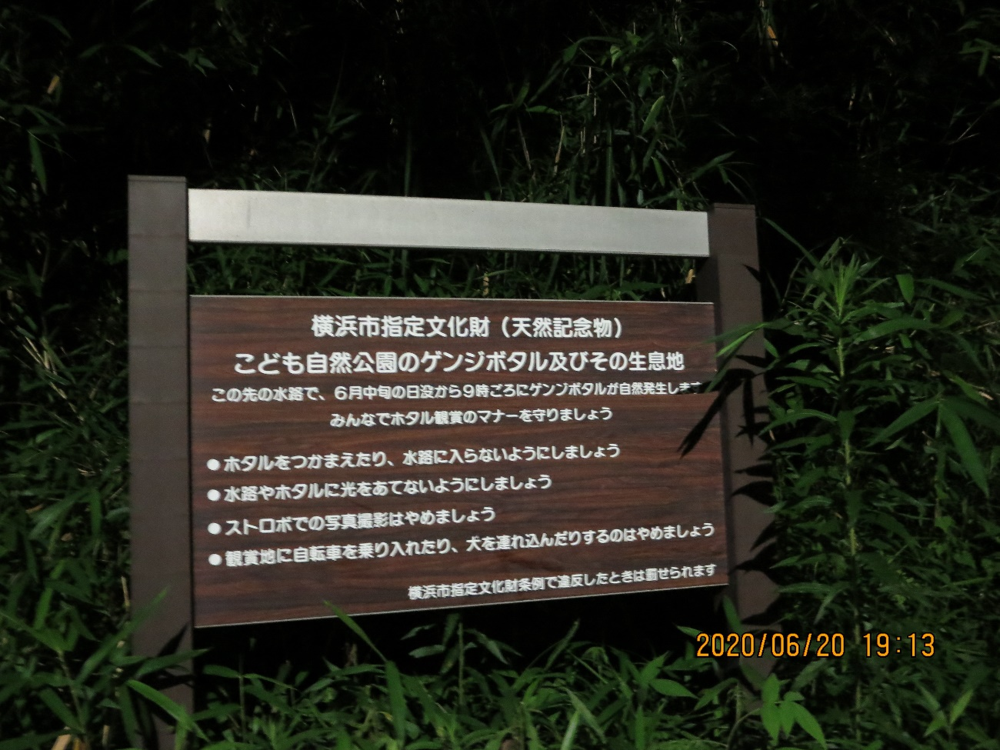 横浜市指定文化財（天然記念物）
こども自然公園のゲンジボタル及びその生息地
この先の水路で、6月中旬の日没から9時ごろにゲンジボタルが自然発生します
みんなでホタル観賞のマナーを守りましょう
●ホタルをつかまえたり、水路に入らないようにしましょう
●水路やホタルに光をあてないようにしましょう
●ストロボでの写真撮影はやめましょう
●観賞地に自転車を乗り入れたり、犬を連れ込んだりするのはやめましょう
横浜市指定文化財条例で違反したときは罰せられます
2020/06/20 19:13